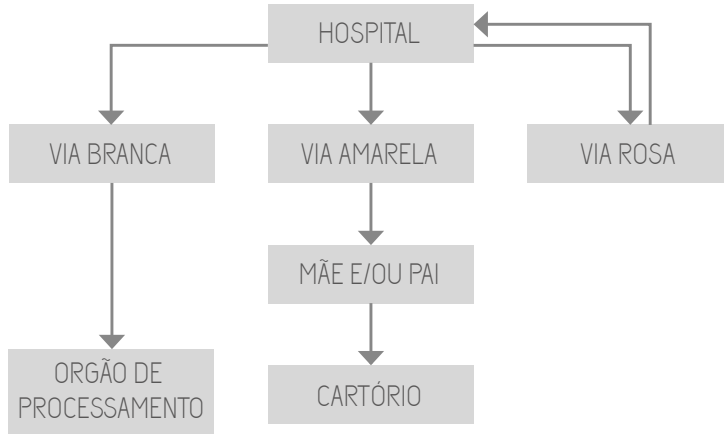 HOSPITAL
VIA BRANCA
VIA AMARELA
VIA ROSA
MÃE E/OU PAI
ORGÃO DE
PROCESSAMENTO
CARTÓRIO